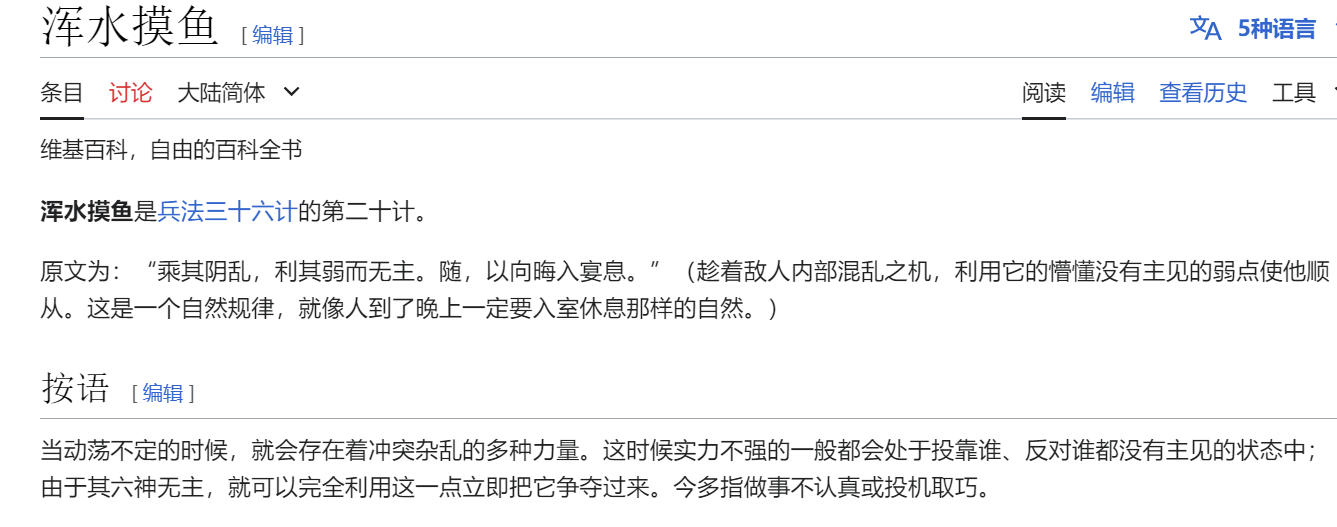 浑水摸鱼 [ 编辑 ] 文A 5种语言
条目 讨论 大陆简体 阅读 编辑 查看历史 工具
维基百科，自由的百科全书
浑水摸鱼是兵法三十六计的第二十计。
原文为：“乘其阴乱，利其弱而无主。随，以向晦入宴息。”（趁着敌人内部混乱之机，利用它的懵懂没有主见的弱点使他顺
从。这是一个自然规律，就像人到了晚上一定要入室休息那样的自然。）
按语 [ 编辑 ]
当动荡不定的时候，就会存在着冲突杂乱的多种力量。这时候实力不强的一般都会处于投靠谁、反对谁都没有主见的状态中；
由于其六神无主，就可以完全利用这一点立即把它争夺过来。今多指做事不认真或投机取巧。